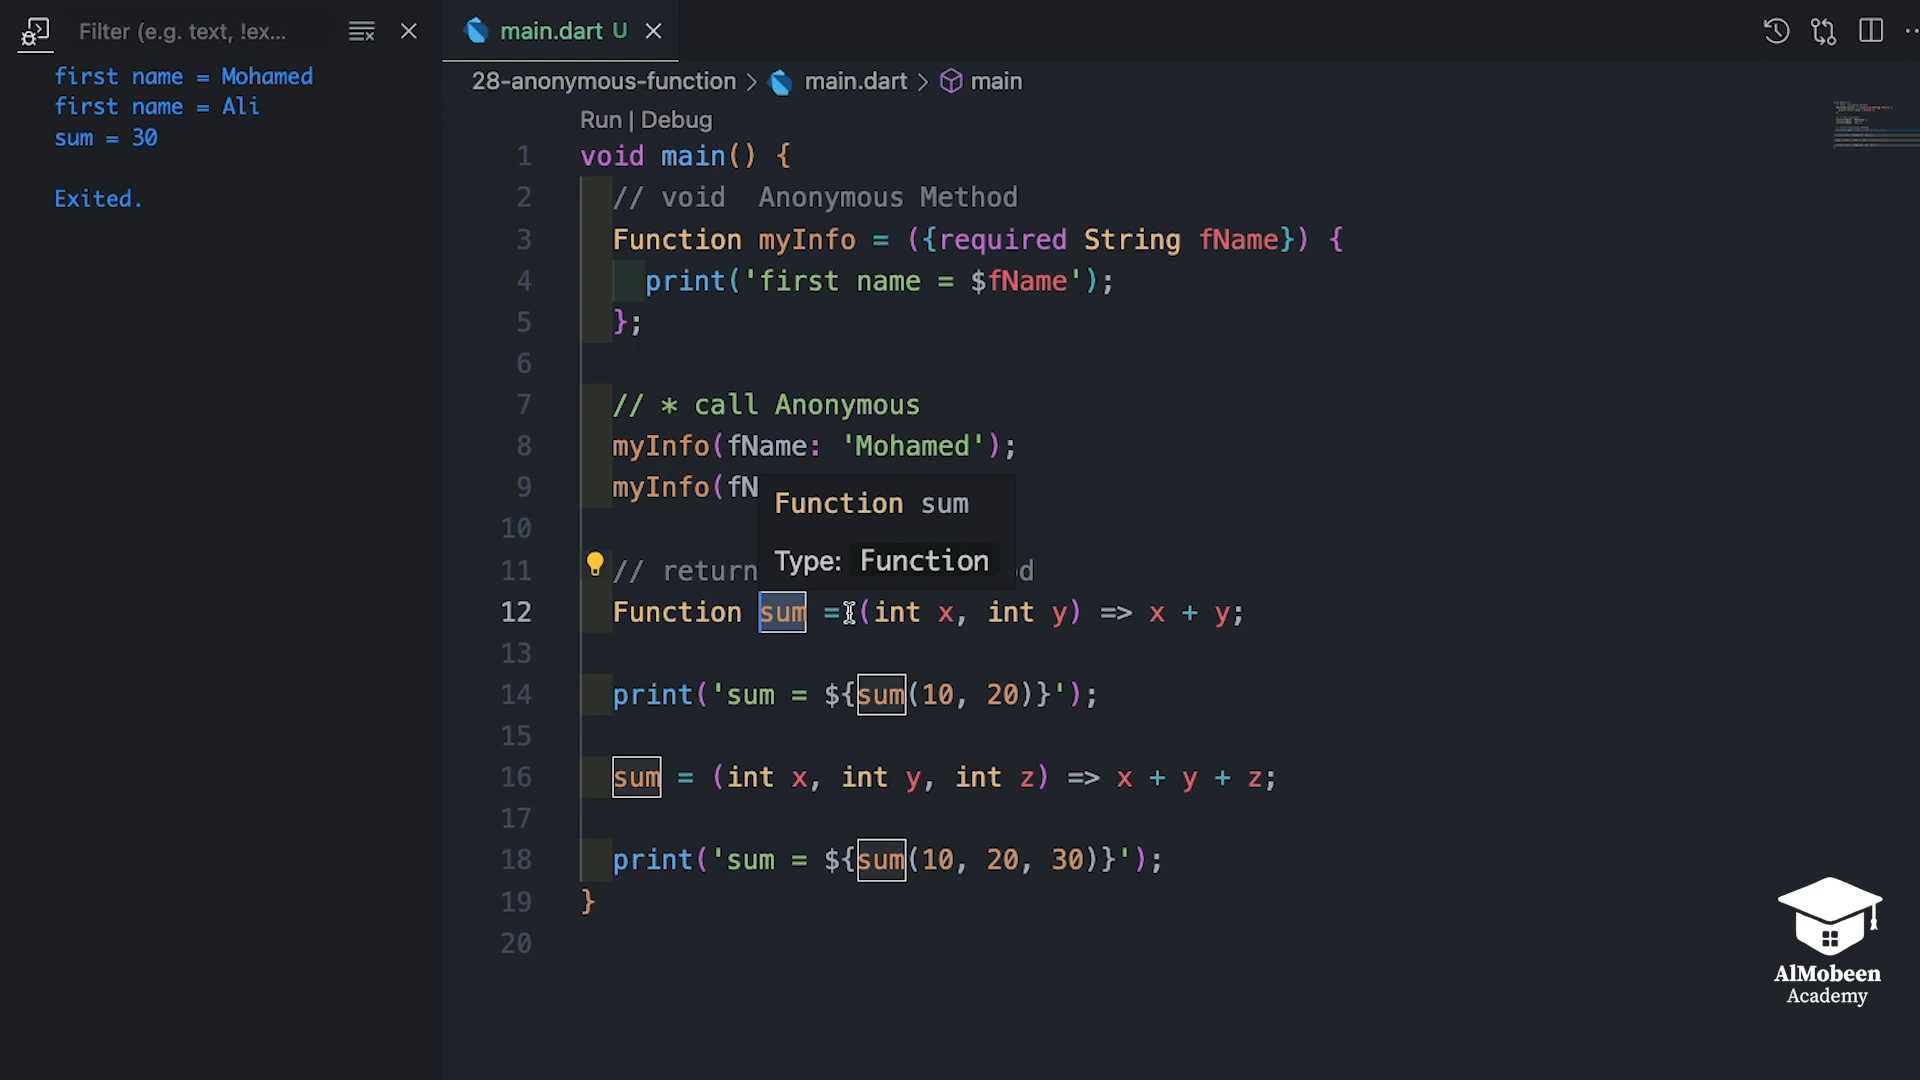 Filter (e.g. text, !ex...
first name = Mohamed
first name = Ali
sum = 30
Exited.
main.dart U
28-anonymous-function > main.dart > main
Run | Debug
1 void main() {
2 // void  Anonymous Method
3 Function myInfo = ({required String fName}) {
4 print('first name = $fName');
5 };
6
7 // * call Anonymous
8 myInfo(fName: 'Mohamed');
9 myInfo(fN
Function sum
Type: Function
10
11 // return
12 Function sum = (int x, int y) => x + y;
13
14 print('sum = ${sum(10, 20)}');
15
16 sum = (int x, int y, int z) => x + y + z;
17
18 print('sum = ${sum(10, 20, 30)}');
19 }
20
AlMobeen
Academy